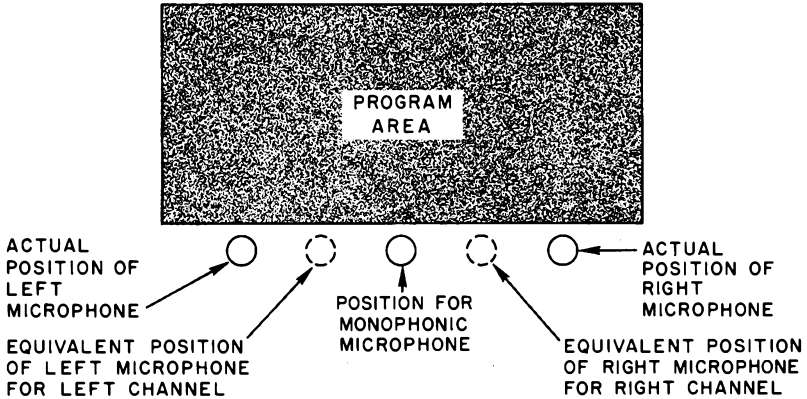 PROGRAM
AREA
ACTUAL
POSITION OF
LEFT
MICROPHONE
EQUIVALENT POSITION
OF LEFT MICROPHONE
FOR LEFT CHANNEL
POSITION FOR
MONOPHONIC
MICROPHONE
ACTUAL
POSITION OF
RIGHT
MICROPHONE
EQUIVALENT POSITION
OF RIGHT MICROPHONE
FOR RIGHT CHANNEL